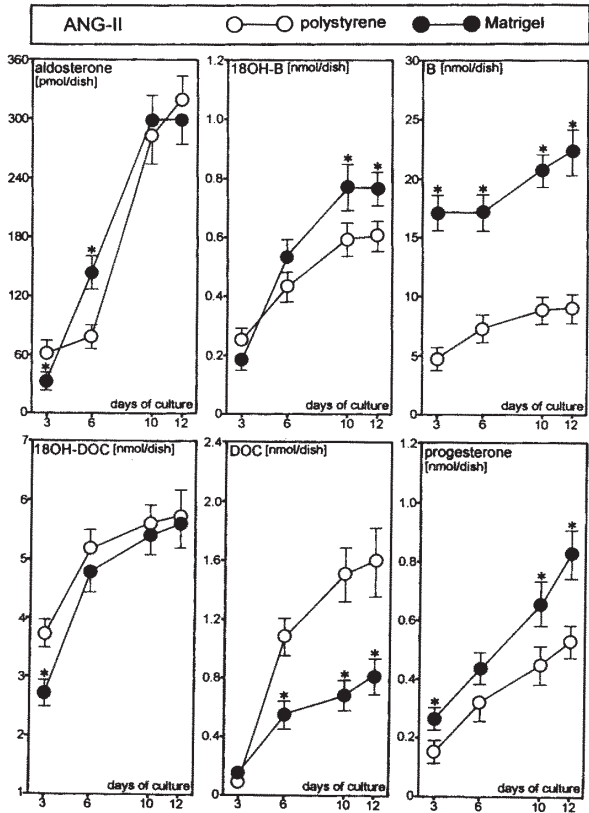 ANG-II polystyrene Matrigel
aldosterone
[pmol/dish]
360
300
240
180
120
60
0
* *
3 6 10 12
days of culture
18OH-B [nmol/dish]
1.2
1.0
0.8
0.6
0.4
0.2
0
* *
3 6 10 12
days of culture
B [nmol/dish]
30
25
20
15
10
5
0
* * * *
3 6 10 12
days of culture
18OH-DOC [nmol/dish]
7
6
5
4
3
2
1
*
3 6 10 12
days of culture
DOC [nmol/dish]
2.4
2.0
1.6
1.2
0.8
0.4
0
* * *
3 6 10 12
days of culture
progesterone
[nmol/dish]
1.2
1.0
0.8
0.6
0.4
0.2
0
* * *
3 6 10 12
days of culture